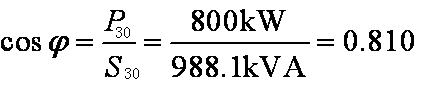 cos φ = P₃₀ / S₃₀ = 800kW / 988.1kVA = 0.810